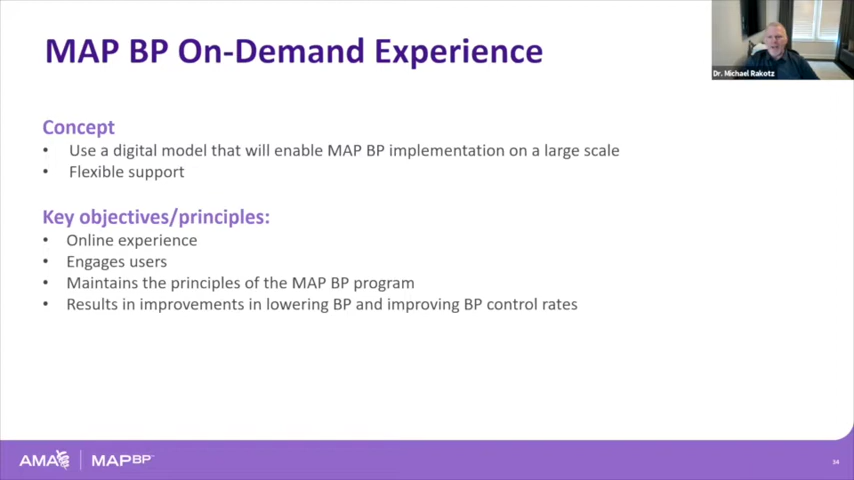 MAP BP On-Demand Experience
Dr. Michael Rakotz
Concept
• Use a digital model that will enable MAP BP implementation on a large scale
• Flexible support
Key objectives/principles:
• Online experience
• Engages users
• Maintains the principles of the MAP BP program
• Results in improvements in lowering BP and improving BP control rates
AMA MAP BP™
34